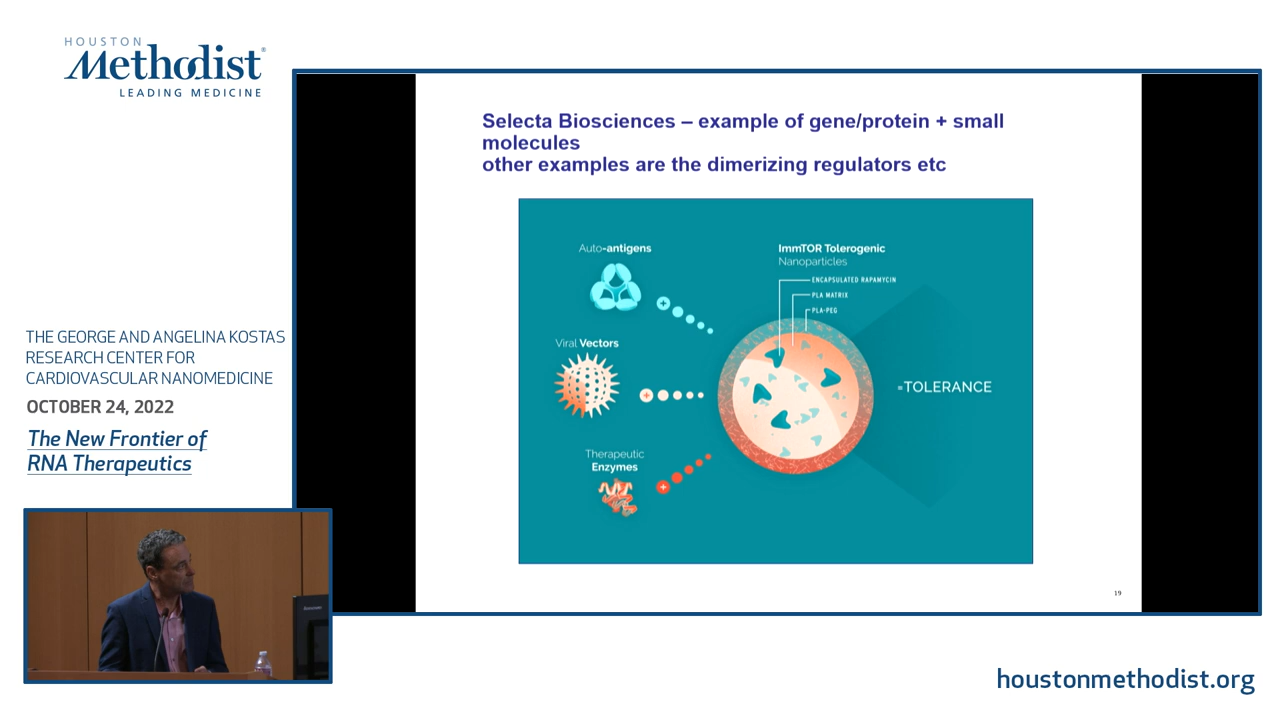 HOUSTON
Methodist®
LEADING MEDICINE
THE GEORGE AND ANGELINA KOSTAS
RESEARCH CENTER FOR
CARDIOVASCULAR NANOMEDICINE
OCTOBER 24, 2022
The New Frontier of
RNA Therapeutics
Selecta Biosciences – example of gene/protein + small
molecules
other examples are the dimerizing regulators etc
Auto-antigens
Viral Vectors
Therapeutic
Enzymes
ImmTOR Tolerogenic
Nanoparticles
ENCAPSULATED RAPAMYCIN
PLA MATRIX
PLA-PEG
=TOLERANCE
19
houstonmethodist.org